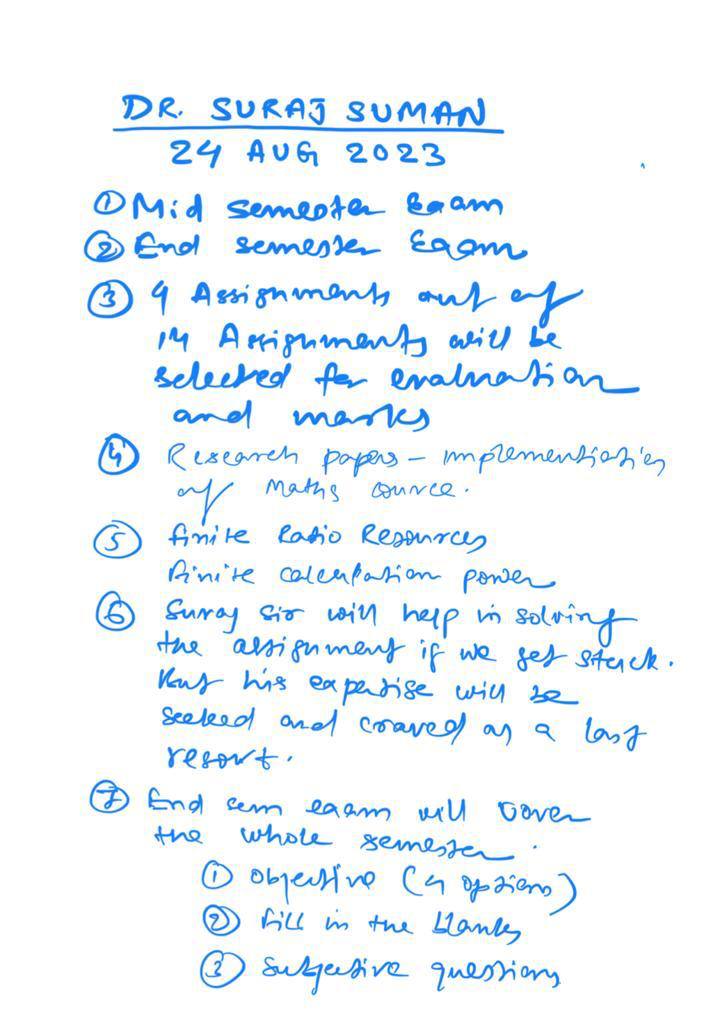 DR. SURAJ SUMAN
24 AUG 2023
① Mid semester Exam
② End semester Exam
③ 4 Assignments out of
14 Assignments will be
selected for evaluation
and marks
④ Research papers - implementiation
of Maths cource.
⑤ finite Ratio Resources
finite calculation power
⑥ Suraj sir will help in solving
the assignment if we get stuck.
But his expertise will be
seeked and craved as a last
resort.
⑦ End sem exam will cover
the whole semester.
① Objective (4 options)
② Fill in the blanks
③ Subjective questions